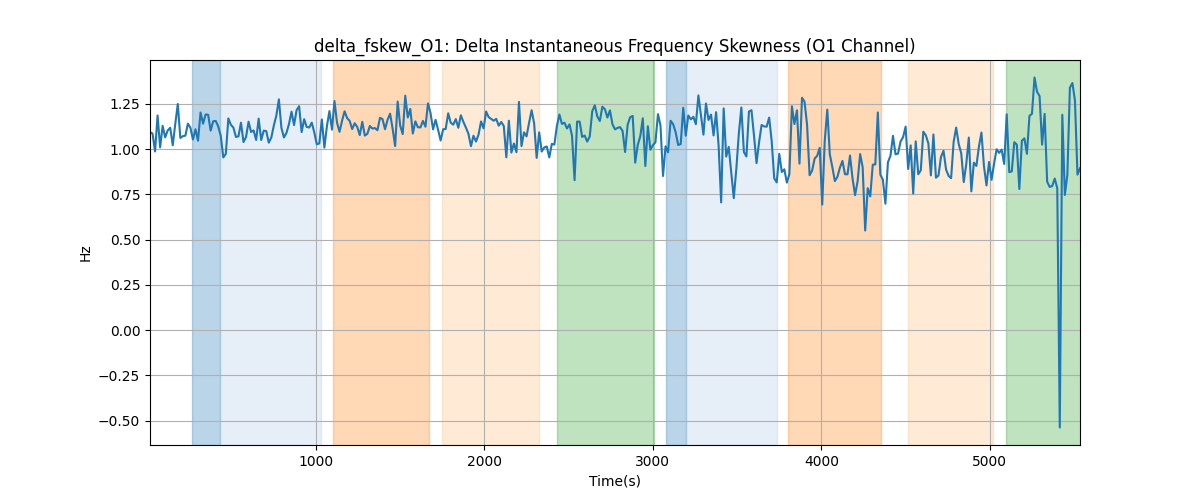 delta_fskew_O1: Delta Instantaneous Frequency Skewness (O1 Channel)
Hz
1.25
1.00
0.75
0.50
0.25
0.00
−0.25
−0.50
1000 2000 3000 4000 5000
Time(s)